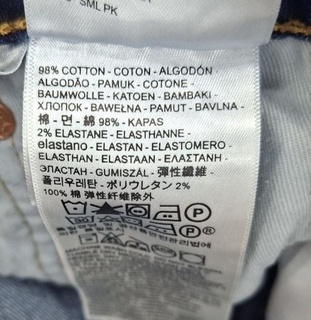 SML PK
98% COTTON - COTON - ALGODÓN
ALGODÃO - PAMUK - COTONE -
BAUMWOLLE - KATOEN - BAMBAKI -
ХЛОПОК - BAWEŁNA - PAMUT - BAVLNA -
棉 - 면 - 綿 98% - KAPAS
2% ELASTANE - ELASTHANNE -
elastano - ELASTAN - ELASTOMERO -
ELASTHAN - ELASTAAN - ΕΛΑΣΤΑΝΗ -
ЭЛАСТАН - GUMISZÁL - 弹性纤维 -
폴리우레탄 - ポリウレタン 2%
100% 棉 弹性纤维除外
P